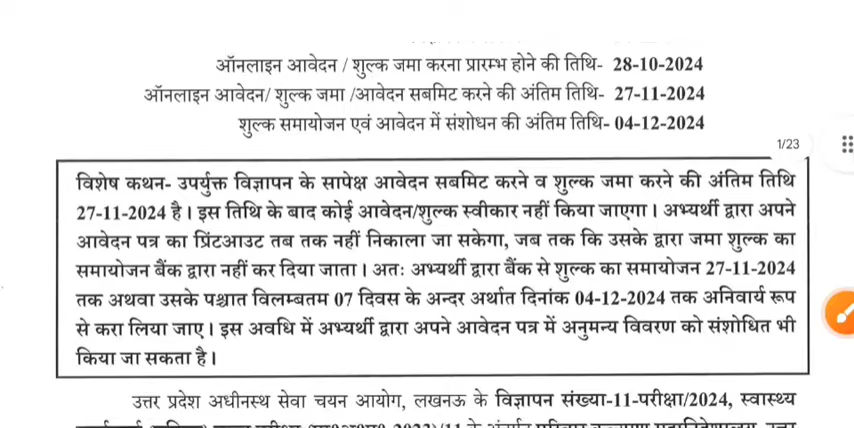 ऑनलाइन आवेदन / शुल्क जमा करना प्रारम्भ होने की तिथि- 28-10-2024
ऑनलाइन आवेदन/ शुल्क जमा /आवेदन सबमिट करने की अंतिम तिथि- 27-11-2024
शुल्क समायोजन एवं आवेदन में संशोधन की अंतिम तिथि- 04-12-2024
1/23
विशेष कथन- उपर्युक्त विज्ञापन के सापेक्ष आवेदन सबमिट करने व शुल्क जमा करने की अंतिम तिथि
27-11-2024 है। इस तिथि के बाद कोई आवेदन/शुल्क स्वीकार नहीं किया जाएगा। अभ्यर्थी द्वारा अपने
आवेदन पत्र का प्रिंटआउट तब तक नहीं निकाला जा सकेगा, जब तक कि उसके द्वारा जमा शुल्क का
समायोजन बैंक द्वारा नहीं कर दिया जाता। अतः अभ्यर्थी द्वारा बैंक से शुल्क का समायोजन 27-11-2024
तक अथवा उसके पश्चात विलम्बतम 07 दिवस के अन्दर अर्थात दिनांक 04-12-2024 तक अनिवार्य रूप
से करा लिया जाए। इस अवधि में अभ्यर्थी द्वारा अपने आवेदन पत्र में अनुमन्य विवरण को संशोधित भी
किया जा सकता है।
उत्तर प्रदेश अधीनस्थ सेवा चयन आयोग, लखनऊ के विज्ञापन संख्या-11-परीक्षा/2024, स्वास्थ्य